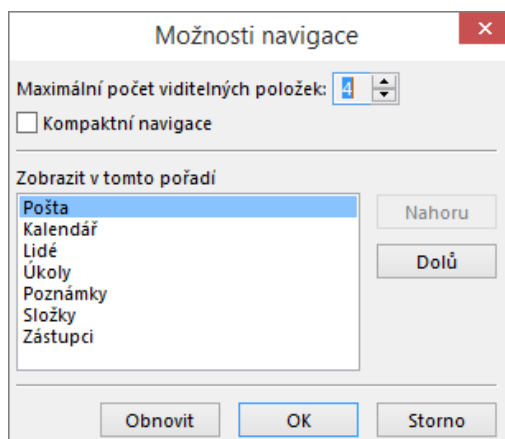 Možnosti navigace
Maximální počet viditelných položek: 4
Kompaktní navigace
Zobrazit v tomto pořadí
Pošta
Nahoru
Kalendář
Lidé
Úkoly
Dolů
Poznámky
Složky
Zástupci
Obnovit OK Storno